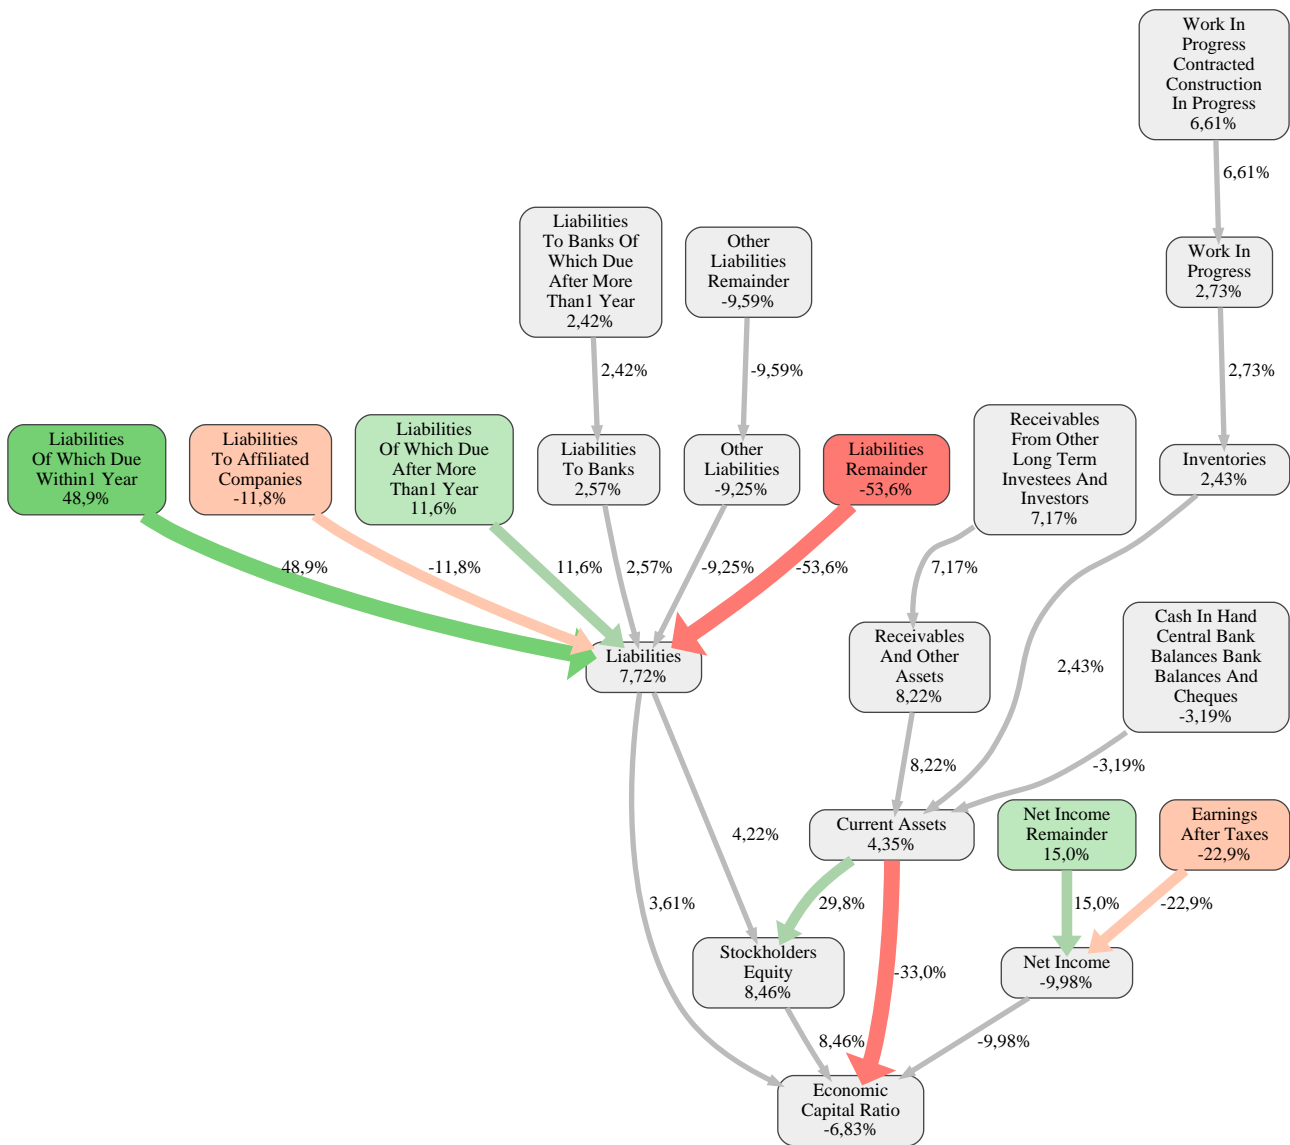 Work In
Progress
Contracted
Construction
In Progress
6,61%
6,61%
Liabilities
To Banks Of
Which Due
After More
Than1 Year
2,42%
Other
Liabilities
Remainder
-9,59%
Work In
Progress
2,73%
2,42%
-9,59%
2,73%
Liabilities
Of Which Due
Within1 Year
48,9%
Liabilities
To Affiliated
Companies
-11,8%
Liabilities
Of Which Due
After More
Than1 Year
11,6%
Liabilities
To Banks
2,57%
Other
Liabilities
-9,25%
Liabilities
Remainder
-53,6%
Receivables
From Other
Long Term
Investees And
Investors
7,17%
Inventories
2,43%
48,9%
-11,8%
11,6%
2,57%
-9,25%
-53,6%
7,17%
Liabilities
7,72%
Receivables
And Other
Assets
8,22%
2,43%
Cash In Hand
Central Bank
Balances Bank
Balances And
Cheques
-3,19%
8,22%
-3,19%
4,22%
Current Assets
4,35%
Net Income
Remainder
15,0%
Earnings
After Taxes
-22,9%
3,61%
29,8%
15,0%
-22,9%
Stockholders
Equity
8,46%
-33,0%
Net Income
-9,98%
8,46%
-9,98%
Economic
Capital Ratio
-6,83%